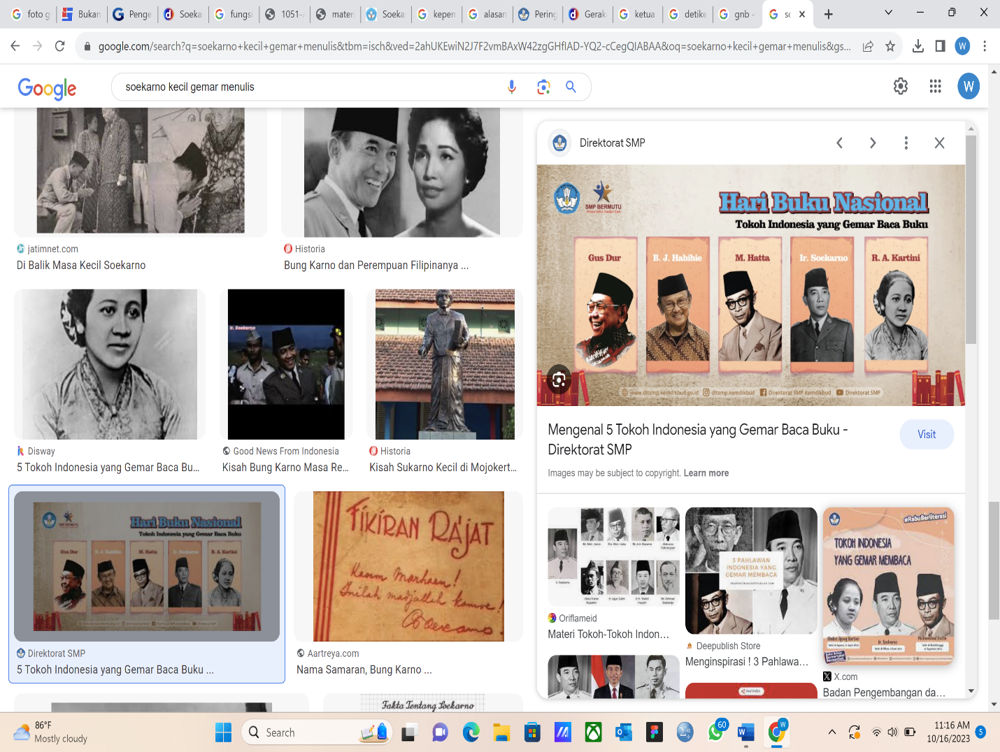 foto g
Bukan
Penge
Soeka
fungsi
1051-
mater
Soeka
kepem
alasan
Pering
Gerak
ketua
detike
gnb -
google.com/search?q=soekarno+kecil+gemar+menulis&tbm=isch&ved=2ahUKEwiN2J7F2vmBAxW42zgGHfIAD-YQ2-cCegQIABAA&oq=soekarno+kecil+gemar+menulis&gs...
W
Google
soekarno kecil gemar menulis
W
jatimnet.com
Di Balik Masa Kecil Soekarno
Historia
Bung Karno dan Perempuan Filipinanya ...
Ir. Soekarno
Disway
5 Tokoh Indonesia yang Gemar Baca Bu...
Good News From Indonesia
Kisah Bung Karno Masa Re...
Historia
Kisah Sukarno Kecil di Mojokert...
Hari Buku Nasional
Tokoh Indonesia yang Gemar Baca Buku
Gus Dur
B. J. Habibie
M. Hatta
Ir. Soekarno
R. A. Kartini
Direktorat SMP
5 Tokoh Indonesia yang Gemar Baca Buku ...
FIKIRAN RA'JAT
Kaum Marhaen!
Inilah madjallah kamu!
Soekarno
Aartreya.com
Nama Samaran, Bung Karno ...
Fakta Tentang Soekarno
Direktorat SMP
SMP BERMUTU
Hari Buku Nasional
Tokoh Indonesia yang Gemar Baca Buku
Gus Dur
B. J. Habibie
M. Hatta
Ir. Soekarno
R. A. Kartini
www.ditsmp.kemdikbud.go.id
ditsmp.kemdikbud
Direktorat SMP Kemdikbud
Direktorat SMP
Mengenal 5 Tokoh Indonesia yang Gemar Baca Buku -
Direktorat SMP
Visit
Images may be subject to copyright. Learn more
Ir. Soekarno
Oriflameid
Materi Tokoh-Tokoh Indon...
3 PAHLAWAN
INDONESIA YANG
GEMAR MEMBACA
Deepublish Store
Menginspirasi ! 3 Pahlawa...
#RabuBerliterasi
TOKOH INDONESIA
YANG GEMAR MEMBACA
Ir. Soekarno
X.com
Badan Pengembangan da...
86°F
Mostly cloudy
Search
60
W
11:16 AM
10/16/2023
5